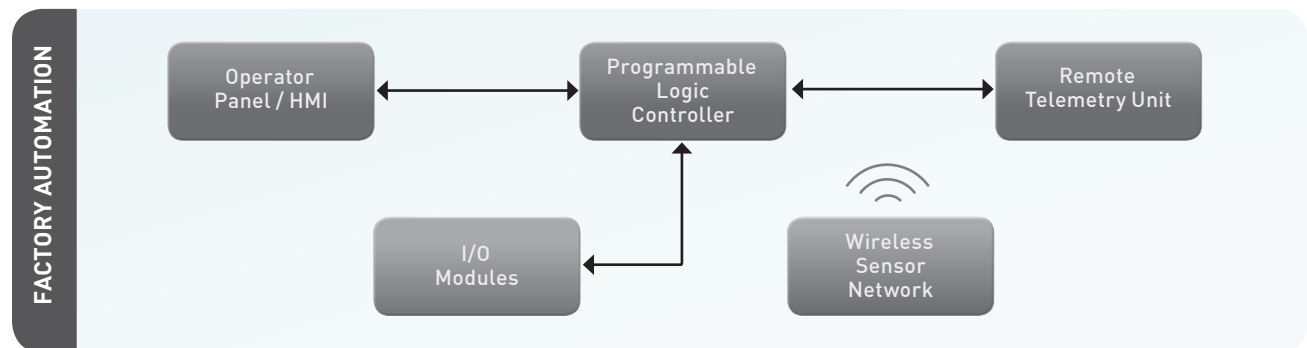 FACTORY AUTOMATION
Operator
Panel / HMI
Programmable
Logic
Controller
Remote
Telemetry Unit
I/O
Modules
Wireless
Sensor
Network